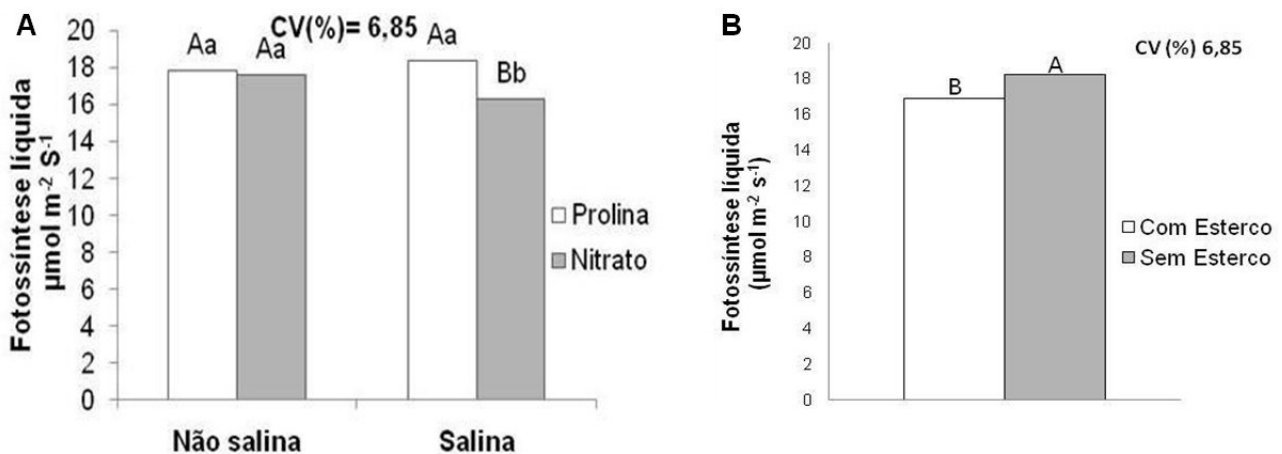 A
CV(%)= 6,85
Fotossíntese líquida
µmol m-2 S-1
20
18
16
14
12
10
8
6
4
2
0
Aa
Aa
Aa
Bb
Prolina
Nitrato
Não salina
Salina
B
CV (%) 6,85
Fotossíntese líquida
(µmol m-2 s-1)
20
18
16
14
12
10
8
6
4
2
0
B
A
Com Esterco
Sem Esterco